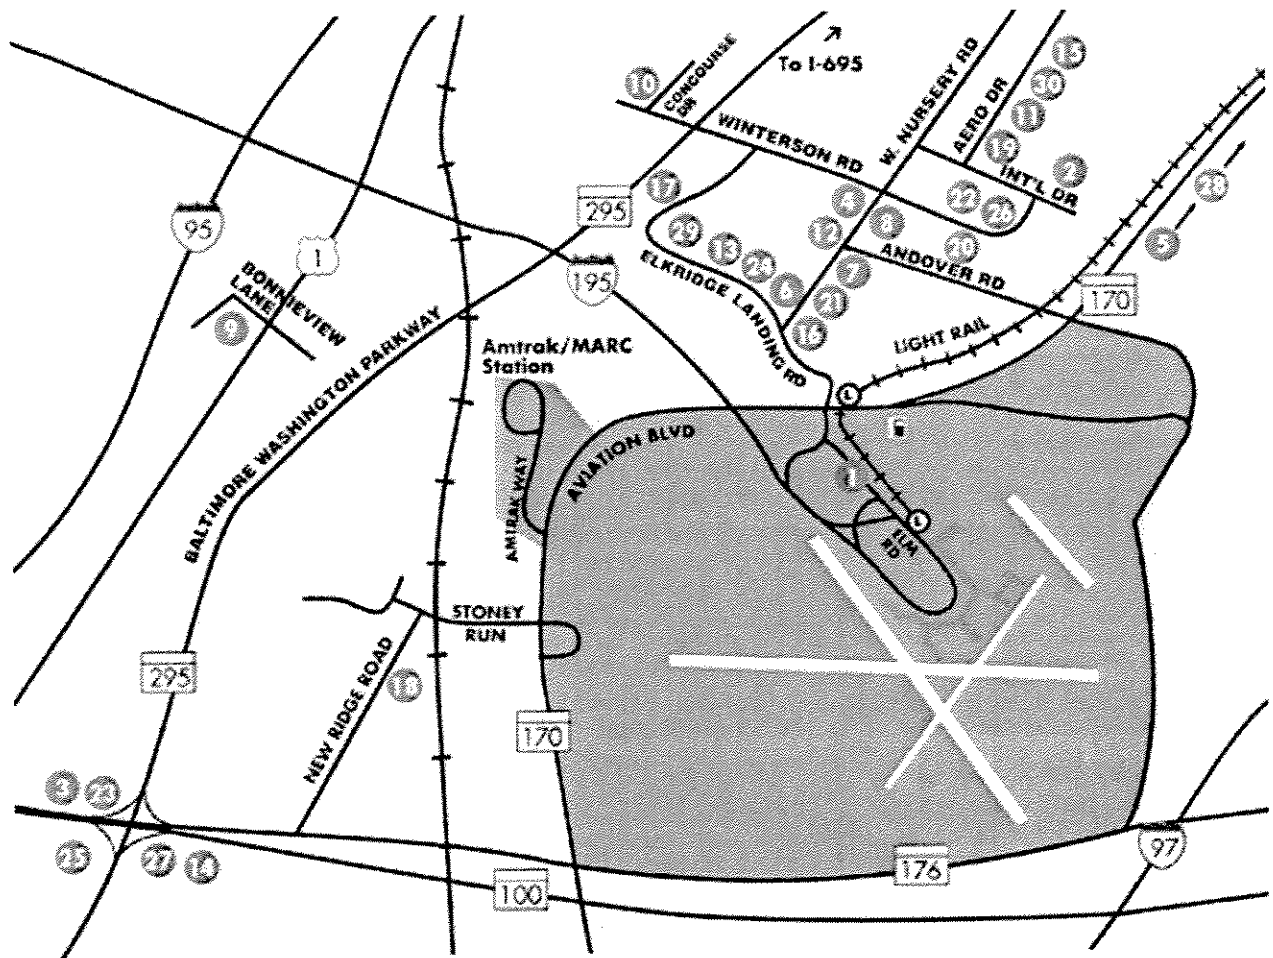 To I-695
15
10
CONCOURSE
DR
W. NURSERY RD
AERO DR
30
11
WINTERSON RD
19
INT'L DR
2
17
295
4
22
26
28
95
29
12
8
20
5
1
13
24
ELKRIDGE LANDING RD
6
7
ANDOVER RD
195
21
170
BONNIEVIEW
LANE
9
16
LIGHT RAIL
BALTIMORE WASHINGTON PARKWAY
Amtrak/MARC
Station
L
AVIATION BLVD
AMTRAK WAY
1
L
ELM
RD
STONEY
RUN
295
NEW RIDGE ROAD
18
170
3
23
25
27
14
100
176
97